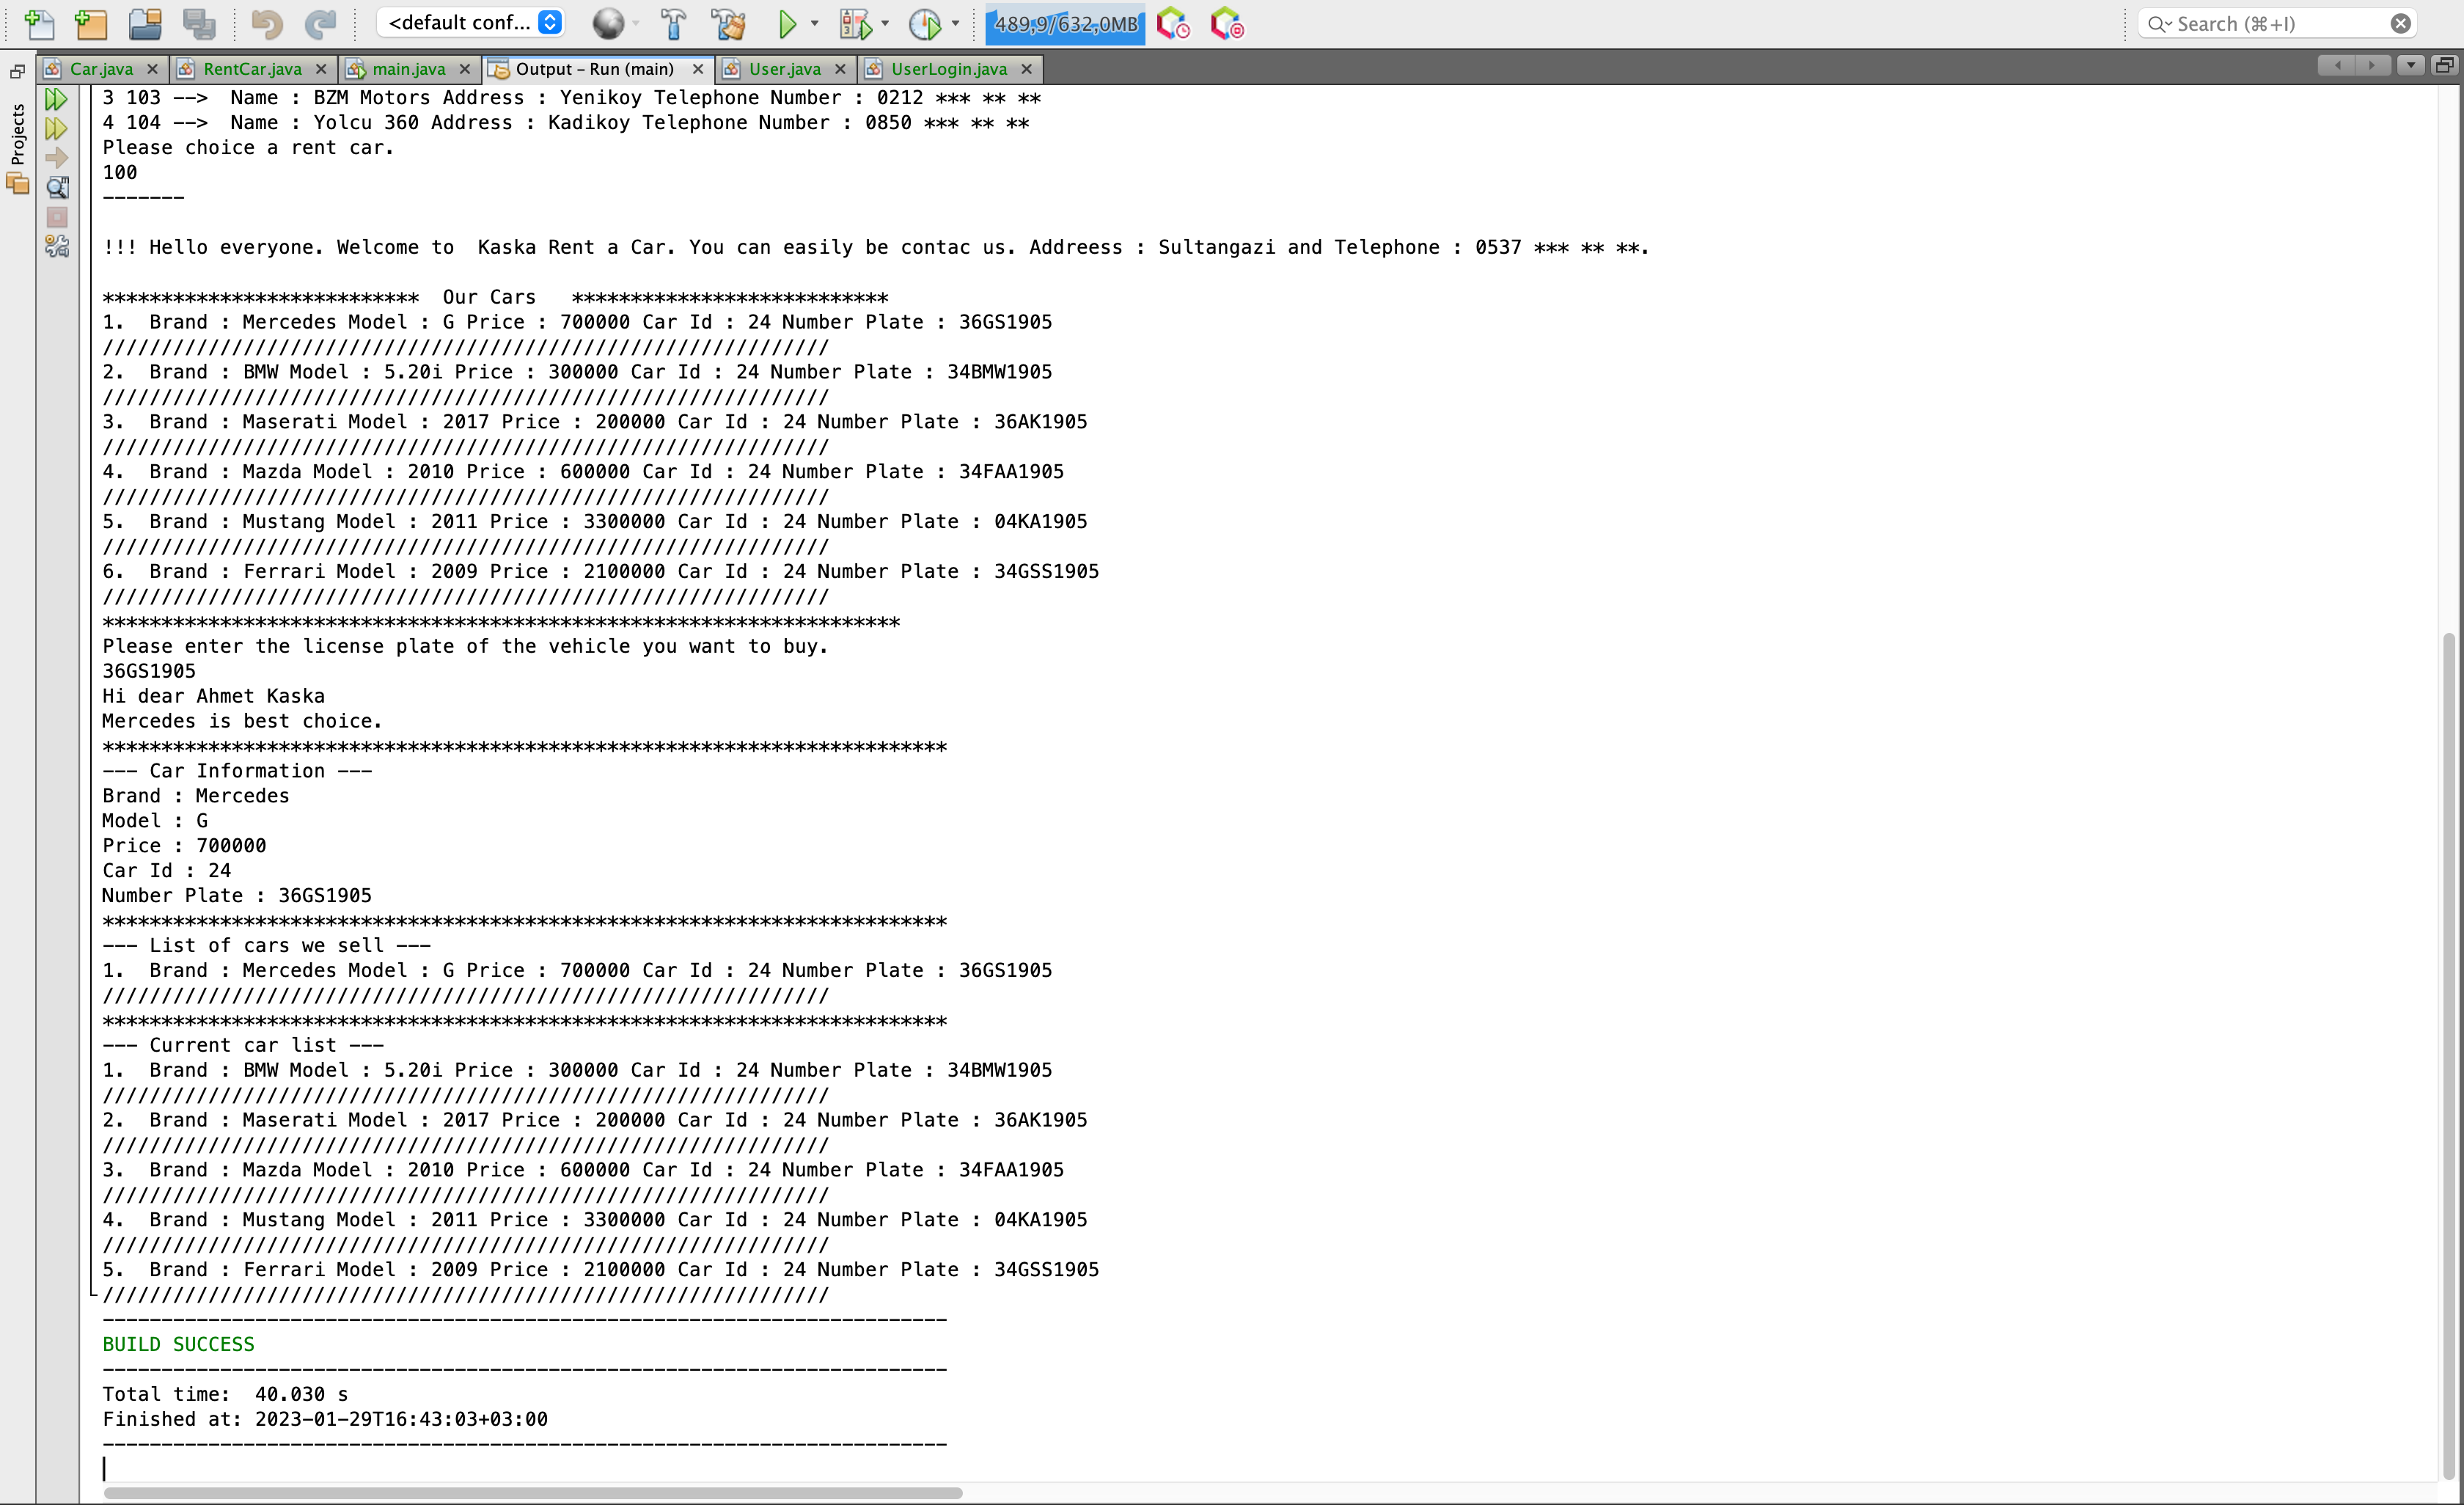 <default conf...
489,9/632,0MB
Search (⌘+I)
Car.java
RentCar.java
main.java
Output – Run (main)
User.java
UserLogin.java
Projects
3 103 -->  Name : BZM Motors Address : Yenikoy Telephone Number : 0212 *** ** **
4 104 -->  Name : Yolcu 360 Address : Kadikoy Telephone Number : 0850 *** ** **
Please choice a rent car.
100
-------
!!! Hello everyone. Welcome to  Kaska Rent a Car. You can easily be contac us. Addreess : Sultangazi and Telephone : 0537 *** ** **.
***************************  Our Cars   ***************************
1.  Brand : Mercedes Model : G Price : 700000 Car Id : 24 Number Plate : 36GS1905
//////////////////////////////////////////////////////////////
2.  Brand : BMW Model : 5.20i Price : 300000 Car Id : 24 Number Plate : 34BMW1905
//////////////////////////////////////////////////////////////
3.  Brand : Maserati Model : 2017 Price : 200000 Car Id : 24 Number Plate : 36AK1905
//////////////////////////////////////////////////////////////
4.  Brand : Mazda Model : 2010 Price : 600000 Car Id : 24 Number Plate : 34FAA1905
//////////////////////////////////////////////////////////////
5.  Brand : Mustang Model : 2011 Price : 3300000 Car Id : 24 Number Plate : 04KA1905
//////////////////////////////////////////////////////////////
6.  Brand : Ferrari Model : 2009 Price : 2100000 Car Id : 24 Number Plate : 34GSS1905
//////////////////////////////////////////////////////////////
********************************************************************
Please enter the license plate of the vehicle you want to buy.
36GS1905
Hi dear Ahmet Kaska
Mercedes is best choice.
************************************************************************
--- Car Information ---
Brand : Mercedes
Model : G
Price : 700000
Car Id : 24
Number Plate : 36GS1905
************************************************************************
--- List of cars we sell ---
1.  Brand : Mercedes Model : G Price : 700000 Car Id : 24 Number Plate : 36GS1905
//////////////////////////////////////////////////////////////
************************************************************************
--- Current car list ---
1.  Brand : BMW Model : 5.20i Price : 300000 Car Id : 24 Number Plate : 34BMW1905
//////////////////////////////////////////////////////////////
2.  Brand : Maserati Model : 2017 Price : 200000 Car Id : 24 Number Plate : 36AK1905
//////////////////////////////////////////////////////////////
3.  Brand : Mazda Model : 2010 Price : 600000 Car Id : 24 Number Plate : 34FAA1905
//////////////////////////////////////////////////////////////
4.  Brand : Mustang Model : 2011 Price : 3300000 Car Id : 24 Number Plate : 04KA1905
//////////////////////////////////////////////////////////////
5.  Brand : Ferrari Model : 2009 Price : 2100000 Car Id : 24 Number Plate : 34GSS1905
//////////////////////////////////////////////////////////////
------------------------------------------------------------------------
BUILD SUCCESS
------------------------------------------------------------------------
Total time:  40.030 s
Finished at: 2023-01-29T16:43:03+03:00
------------------------------------------------------------------------